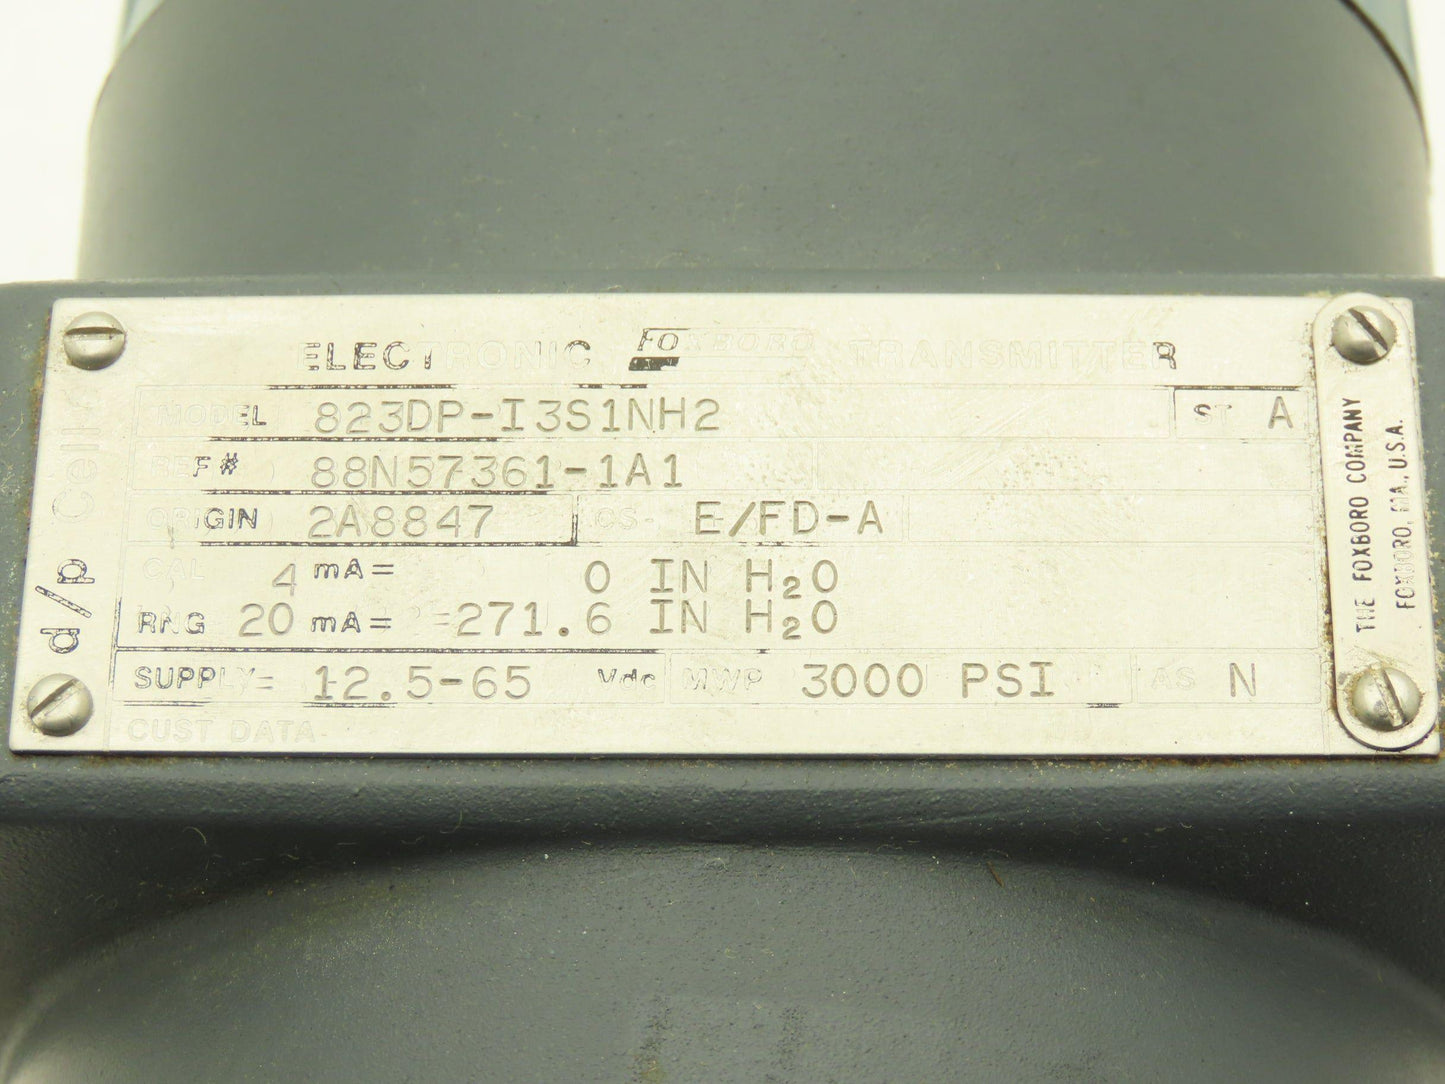 ELECTRONIC FOXBORO TRANSMITTER
MODEL 823DP-I3S1NH2 ST A
REF# 88N57361-1A1
ORIGIN 2A8847 CS- E/FD-A
CAL 4 mA= 0 IN H₂O
RNG 20 mA= 271.6 IN H₂O
SUPPLY= 12.5-65 Vdc MWP 3000 PSI AS N
CUST DATA-
d/p Cell
THE FOXBORO COMPANY
FOXBORO, MA., U.S.A.